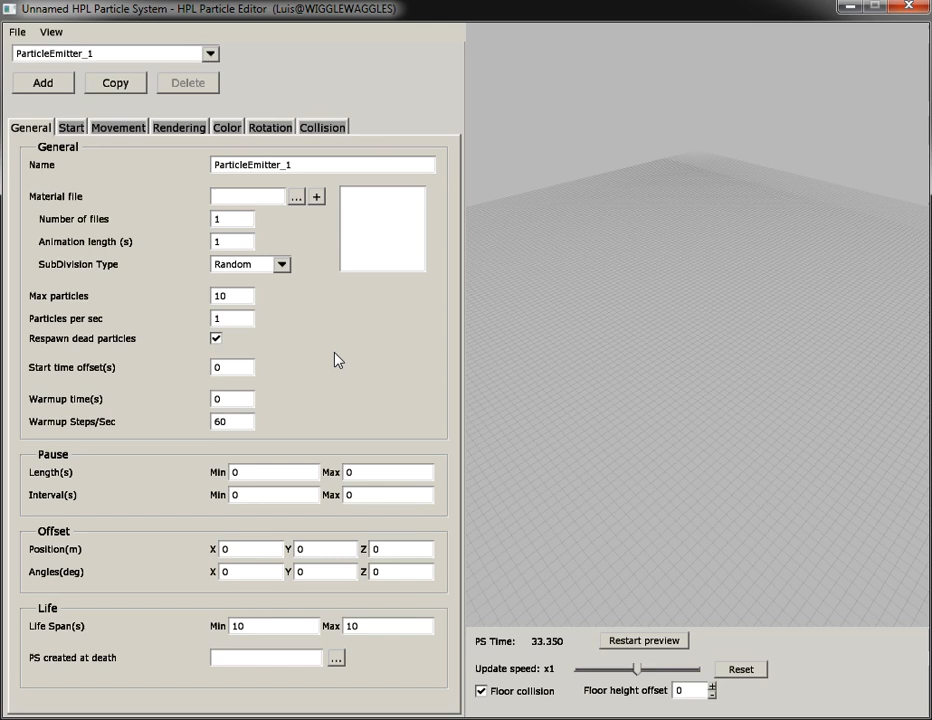 Unnamed HPL Particle System - HPL Particle Editor (Luis@WIGGLEWAGGLES)
File View
ParticleEmitter_1
Add Copy Delete
General Start Movement Rendering Color Rotation Collision
General
Name ParticleEmitter_1
Material file ... +
Number of files 1
Animation length (s) 1
SubDivision Type Random
Max particles 10
Particles per sec 1
Respawn dead particles
Start time offset(s) 0
Warmup time(s) 0
Warmup Steps/Sec 60
Pause
Length(s) Min 0 Max 0
Interval(s) Min 0 Max 0
Offset
Position(m) X 0 Y 0 Z 0
Angles(deg) X 0 Y 0 Z 0
Life
Life Span(s) Min 10 Max 10
PS created at death ...
PS Time: 33.350 Restart preview
Update speed: x1 Reset
Floor collision Floor height offset 0 + -